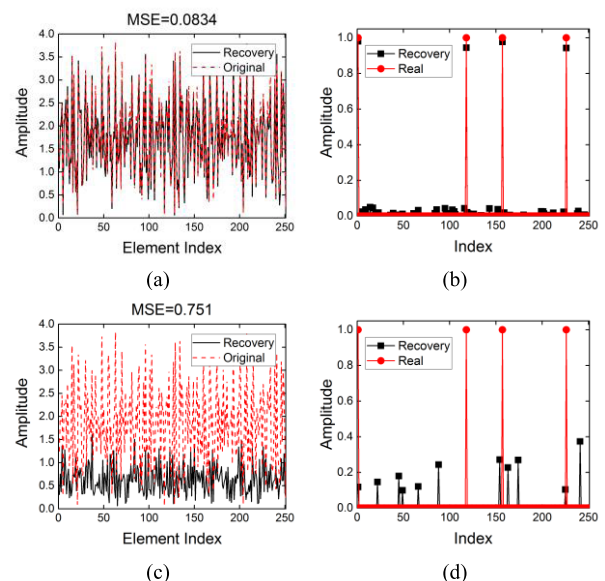 MSE=0.0834
4.0
3.5
3.0
2.5
2.0
1.5
1.0
0.5
0.0
Amplitude
Recovery
Original
0 50 100 150 200 250
Element Index
(a)
1.0
0.8
0.6
0.4
0.2
0.0
Amplitude
Recovery
Real
0 50 100 150 200 250
Index
(b)
MSE=0.751
4.0
3.5
3.0
2.5
2.0
1.5
1.0
0.5
0.0
Amplitude
Recovery
Original
0 50 100 150 200 250
Element Index
(c)
1.0
0.8
0.6
0.4
0.2
0.0
Amplitude
Recovery
Real
0 50 100 150 200 250
Index
(d)